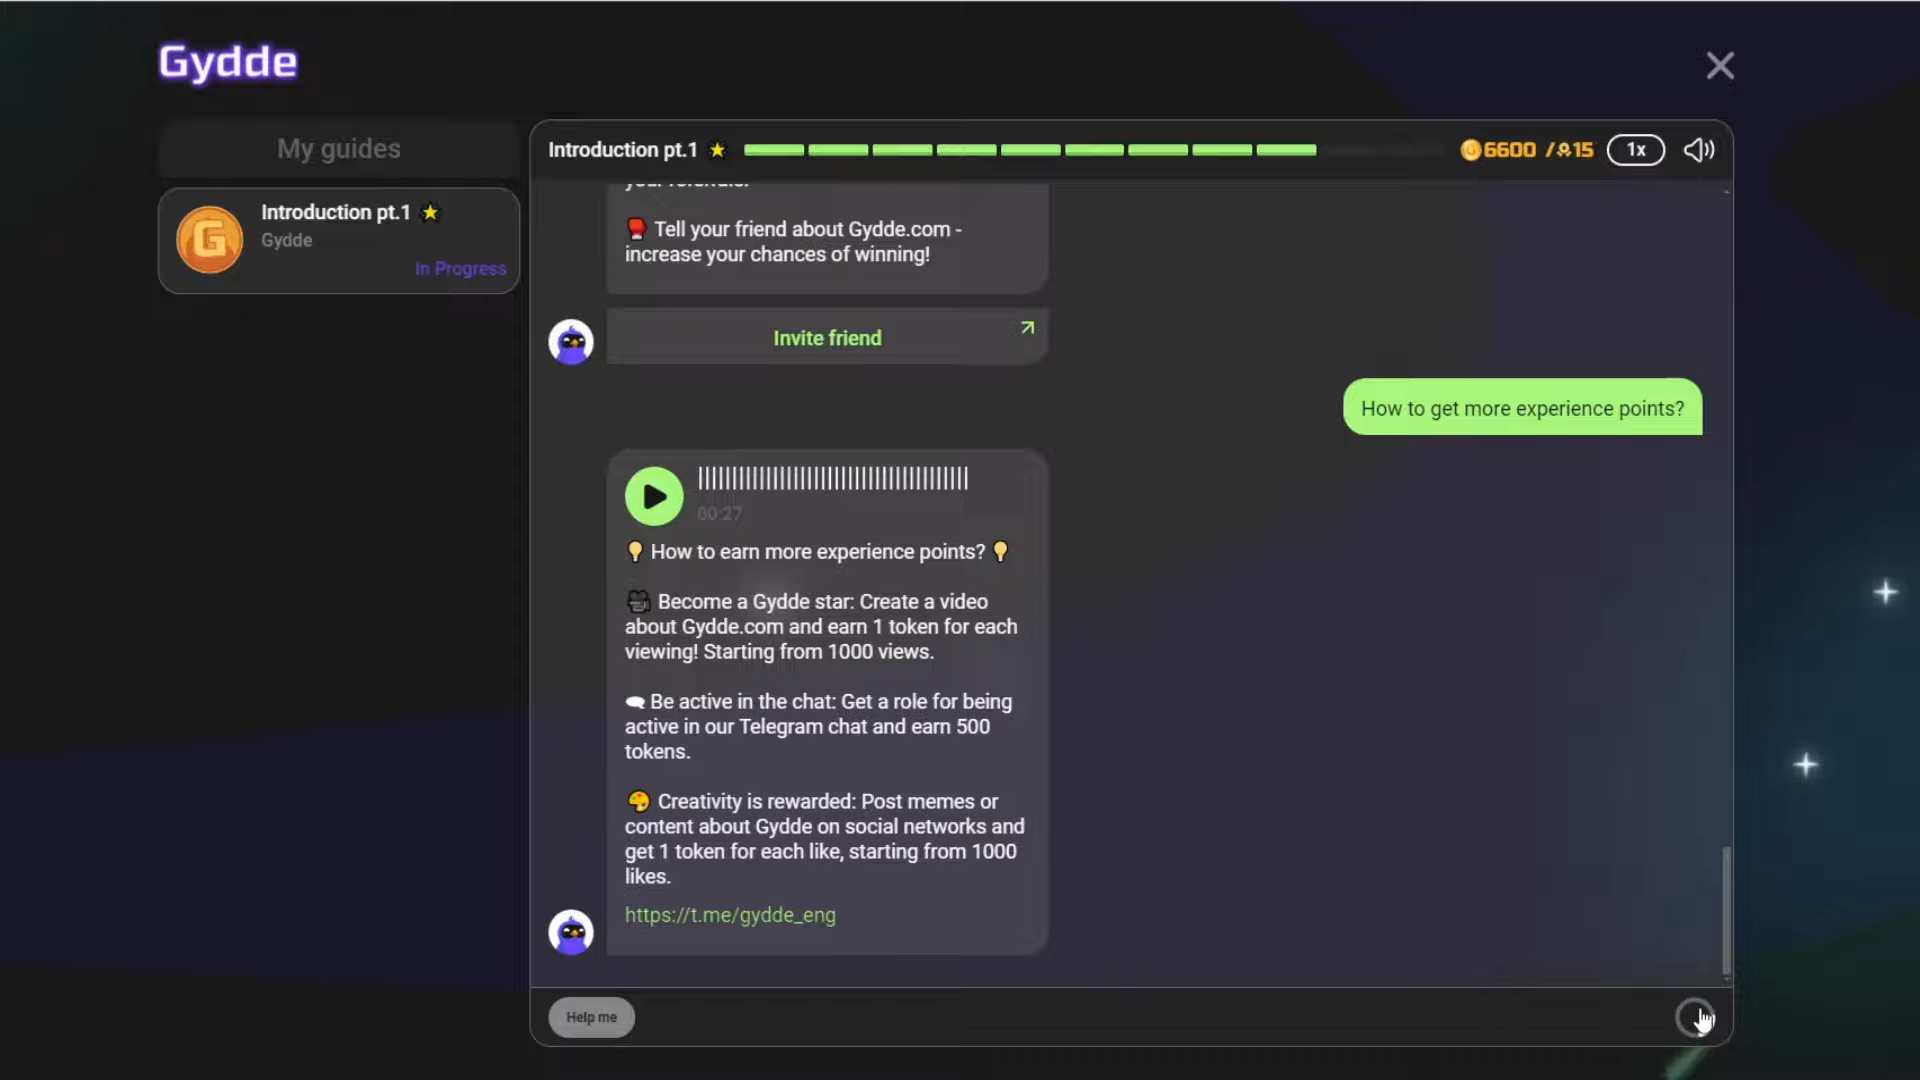 Gydde
My guides
Introduction pt.1
Gydde
In Progress
Introduction pt.1
6600 / 15
1x
Tell your friend about Gydde.com -
increase your chances of winning!
Invite friend
How to get more experience points?
00:27
How to earn more experience points?
Become a Gydde star: Create a video
about Gydde.com and earn 1 token for each
viewing! Starting from 1000 views.
Be active in the chat: Get a role for being
active in our Telegram chat and earn 500
tokens.
Creativity is rewarded: Post memes or
content about Gydde on social networks and
get 1 token for each like, starting from 1000
likes.
https://t.me/gydde_eng
Help me